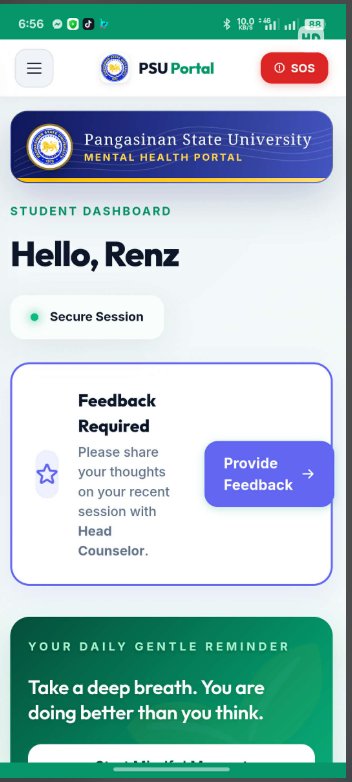 6:56
10.0
KB/S
4G
88
HD
PSU Portal
SOS
Pangasinan State University
MENTAL HEALTH PORTAL
STUDENT DASHBOARD
Hello, Renz
Secure Session
Feedback
Required
Please share
your thoughts
on your recent
session with
Head
Counselor.
Provide
Feedback
YOUR DAILY GENTLE REMINDER
Take a deep breath. You are
doing better than you think.